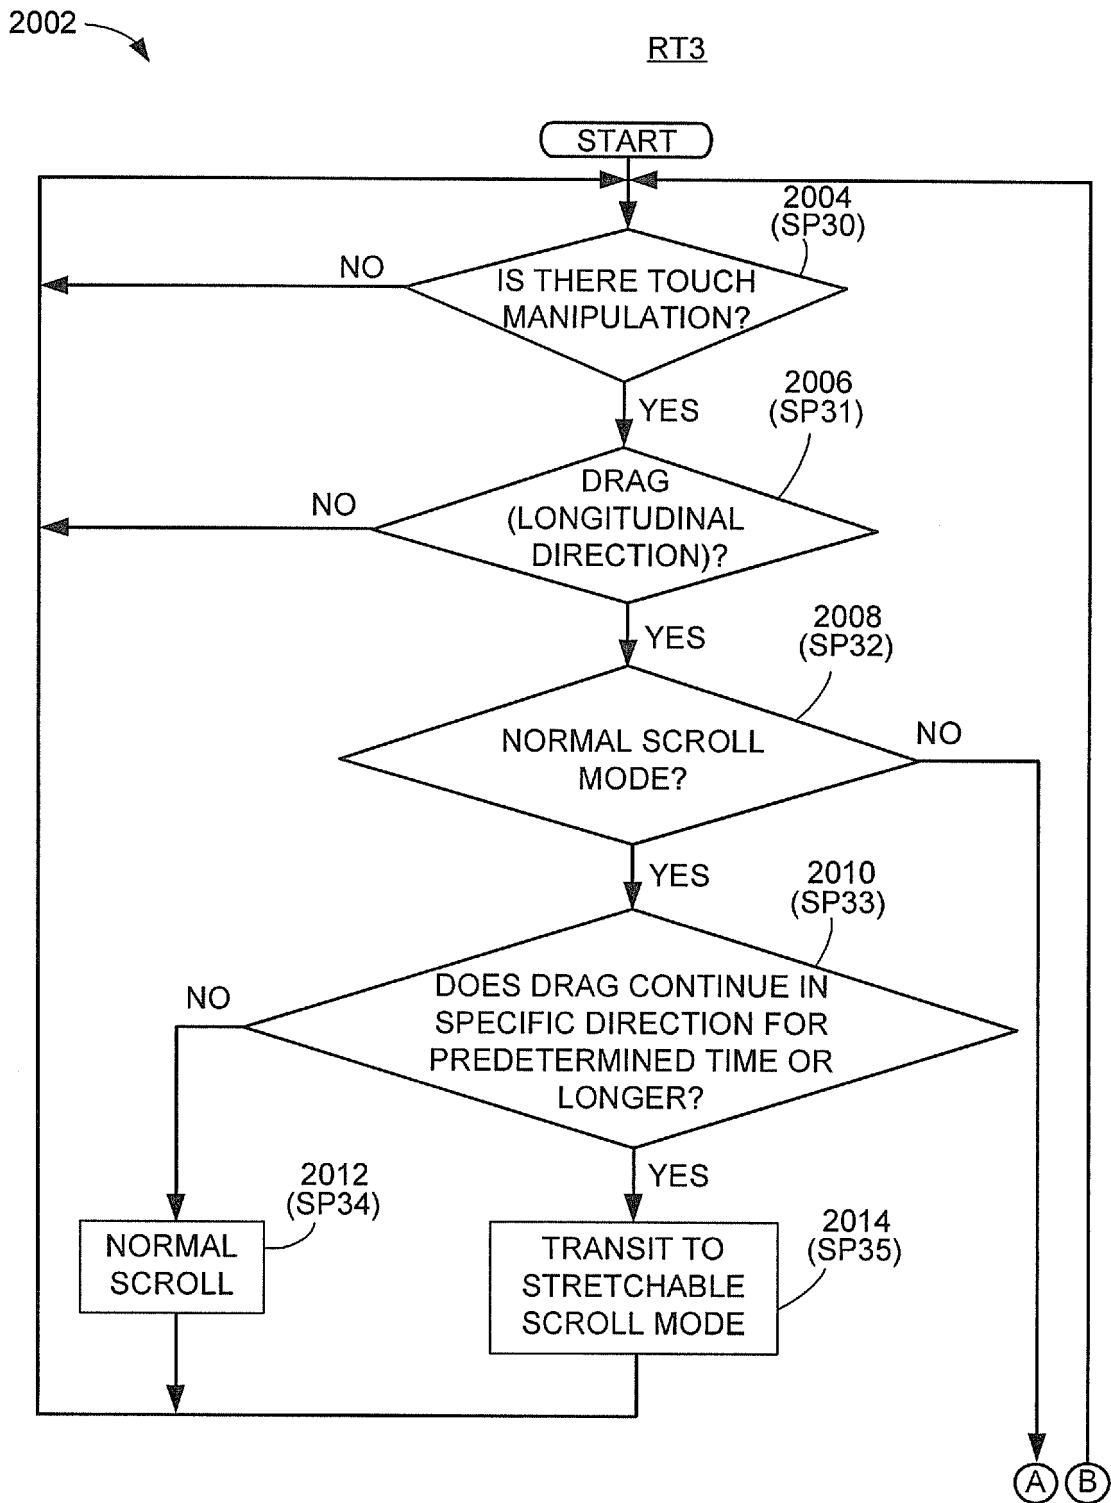 2002
RT3
START
2004
(SP30)
NO
IS THERE TOUCH
MANIPULATION?
YES
2006
(SP31)
NO
DRAG
(LONGITUDINAL
DIRECTION)?
YES
2008
(SP32)
NO
NORMAL SCROLL
MODE?
YES
2010
(SP33)
NO
DOES DRAG CONTINUE IN
SPECIFIC DIRECTION FOR
PREDETERMINED TIME OR
LONGER?
YES
2012
(SP34)
NORMAL
SCROLL
2014
(SP35)
TRANSIT TO
STRETCHABLE
SCROLL MODE
A
B